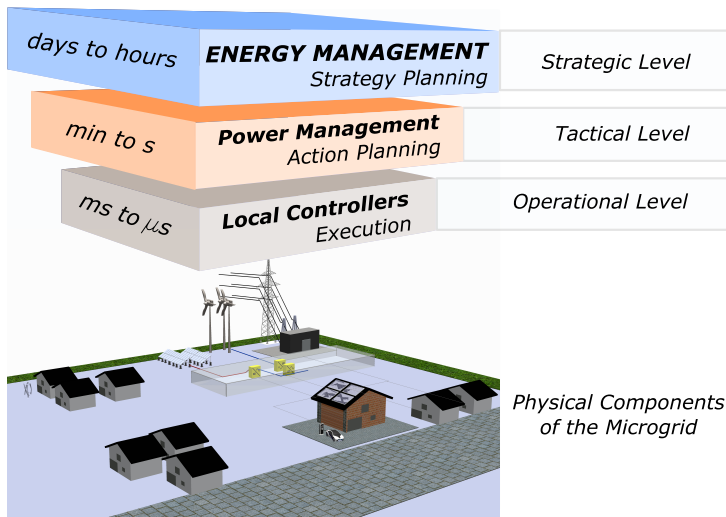 days to hours
ENERGY MANAGEMENT
Strategy Planning
Strategic Level
min to s
Power Management
Action Planning
Tactical Level
ms to μs
Local Controllers
Execution
Operational Level
Physical Components
of the Microgrid